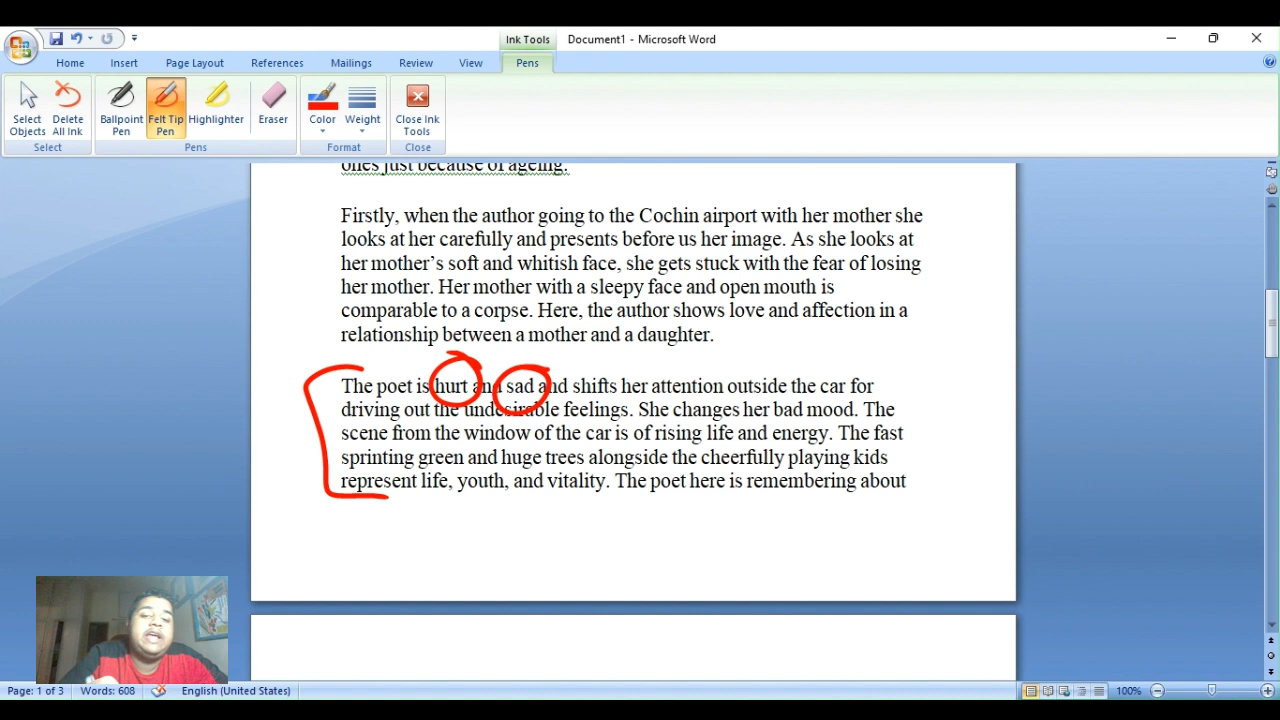 Ink Tools
Document1 - Microsoft Word
Home
Insert
Page Layout
References
Mailings
Review
View
Pens
Select Objects
Delete All Ink
Ballpoint Pen
Felt Tip Pen
Highlighter
Eraser
Color
Weight
Close Ink Tools
Select
Pens
Format
Close
ones just because of ageing.
Firstly, when the author going to the Cochin airport with her mother she
looks at her carefully and presents before us her image. As she looks at
her mother’s soft and whitish face, she gets stuck with the fear of losing
her mother. Her mother with a sleepy face and open mouth is
comparable to a corpse. Here, the author shows love and affection in a
relationship between a mother and a daughter.
The poet is hurt and sad and shifts her attention outside the car for
driving out the undesirable feelings. She changes her bad mood. The
scene from the window of the car is of rising life and energy. The fast
sprinting green and huge trees alongside the cheerfully playing kids
represent life, youth, and vitality. The poet here is remembering about
Page: 1 of 3
Words: 608
English (United States)
100%